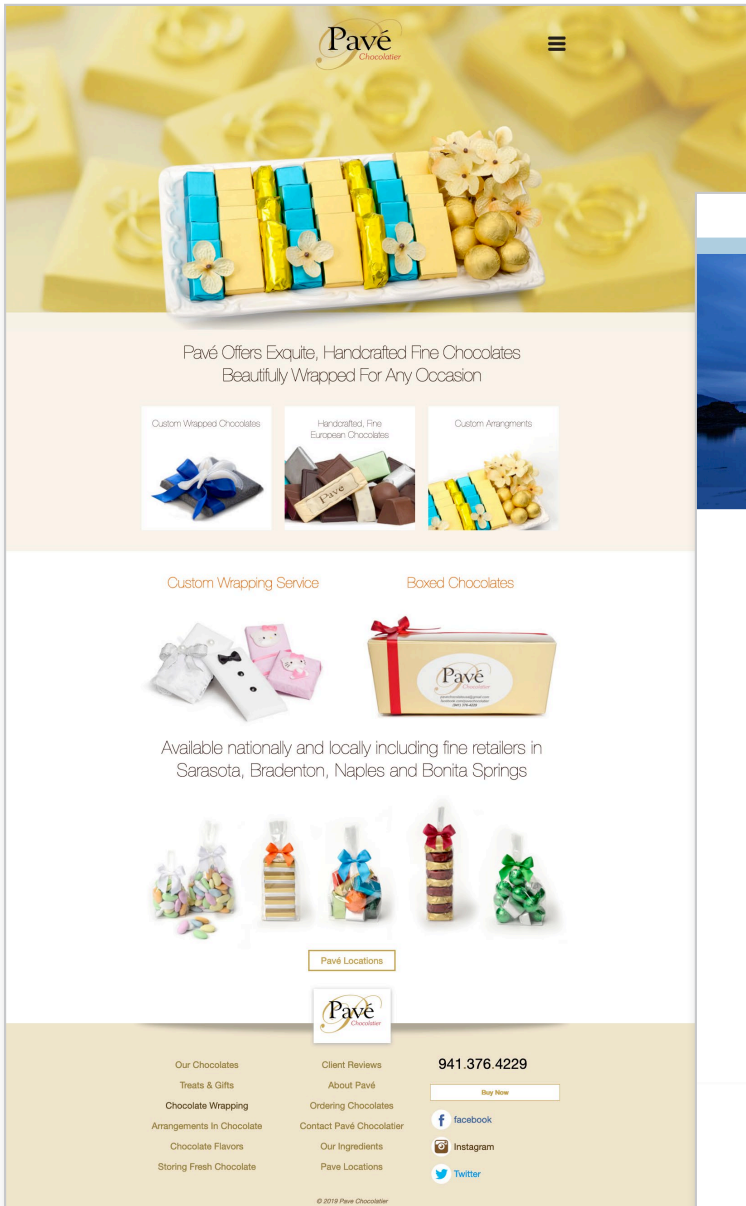 Pavé
Chocolatier
Pavé Offers Exquite, Handcrafted Fine Chocolates
Beautifully Wrapped For Any Occasion
Custom Wrapped Chocolates
Handcrafted, Fine
European Chocolates
Custom Arrangments
Pavé
Custom Wrapping Service
Boxed Chocolates
Pavé
Chocolatier
(941) 376-4229
Available nationally and locally including fine retailers in
Sarasota, Bradenton, Naples and Bonita Springs
Pavé Locations
Pavé
Chocolatier
Our Chocolates
Treats & Gifts
Chocolate Wrapping
Arrangements In Chocolate
Chocolate Flavors
Storing Fresh Chocolate
Client Reviews
About Pavé
Ordering Chocolates
Contact Pavé Chocolatier
Our Ingredients
Pave Locations
941.376.4229
Buy Now
facebook
Instagram
Twitter
© 2019 Pave Chocolatier